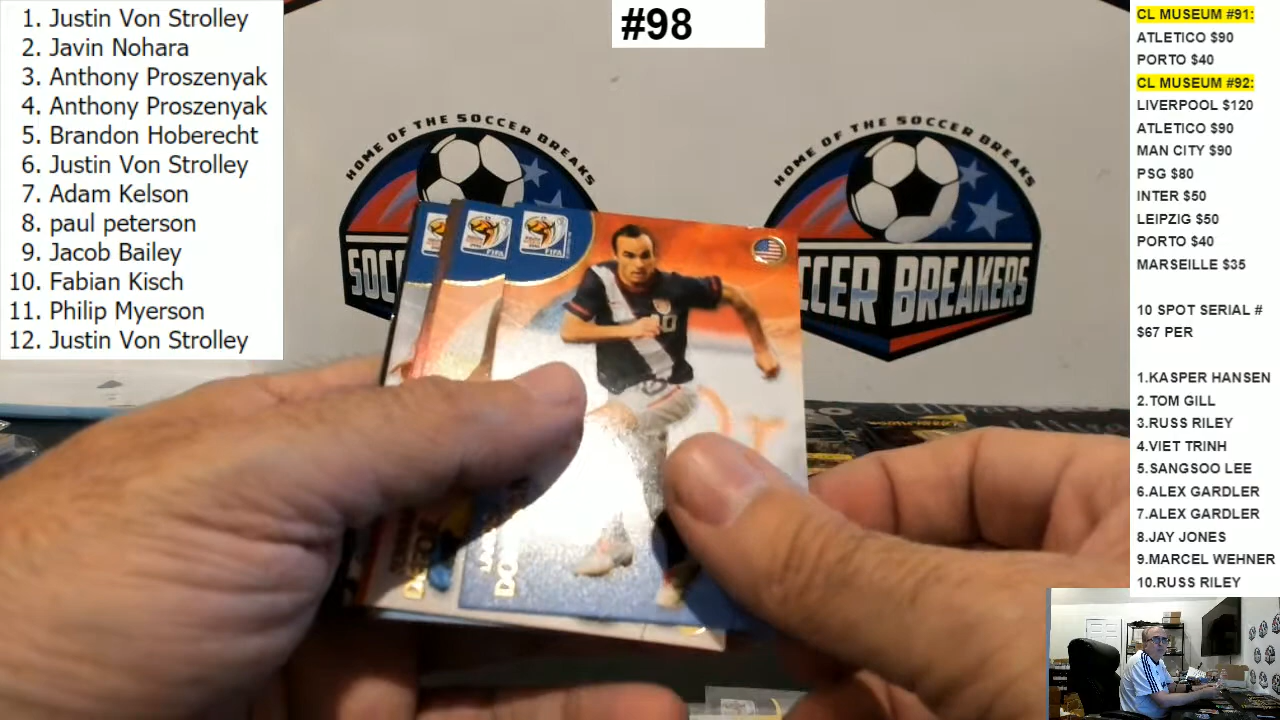 1. Justin Von Strolley
2. Javin Nohara
3. Anthony Proszenyak
4. Anthony Proszenyak
5. Brandon Hoberecht
6. Justin Von Strolley
7. Adam Kelson
8. paul peterson
9. Jacob Bailey
10. Fabian Kisch
11. Philip Myerson
12. Justin Von Strolley
#98
HOME OF THE SOCCER BREAKS
SOCC
HOME OF THE SOCCER BREAKS
CCER BREAKERS
FIFA
FIFA
10
DO
CL MUSEUM #91:
ATLETICO $90
PORTO $40
CL MUSEUM #92:
LIVERPOOL $120
ATLETICO $90
MAN CITY $90
PSG $80
INTER $50
LEIPZIG $50
PORTO $40
MARSEILLE $35
10 SPOT SERIAL #
$67 PER
1.KASPER HANSEN
2.TOM GILL
3.RUSS RILEY
4.VIET TRINH
5.SANGSOO LEE
6.ALEX GARDLER
7.ALEX GARDLER
8.JAY JONES
9.MARCEL WEHNER
10.RUSS RILEY